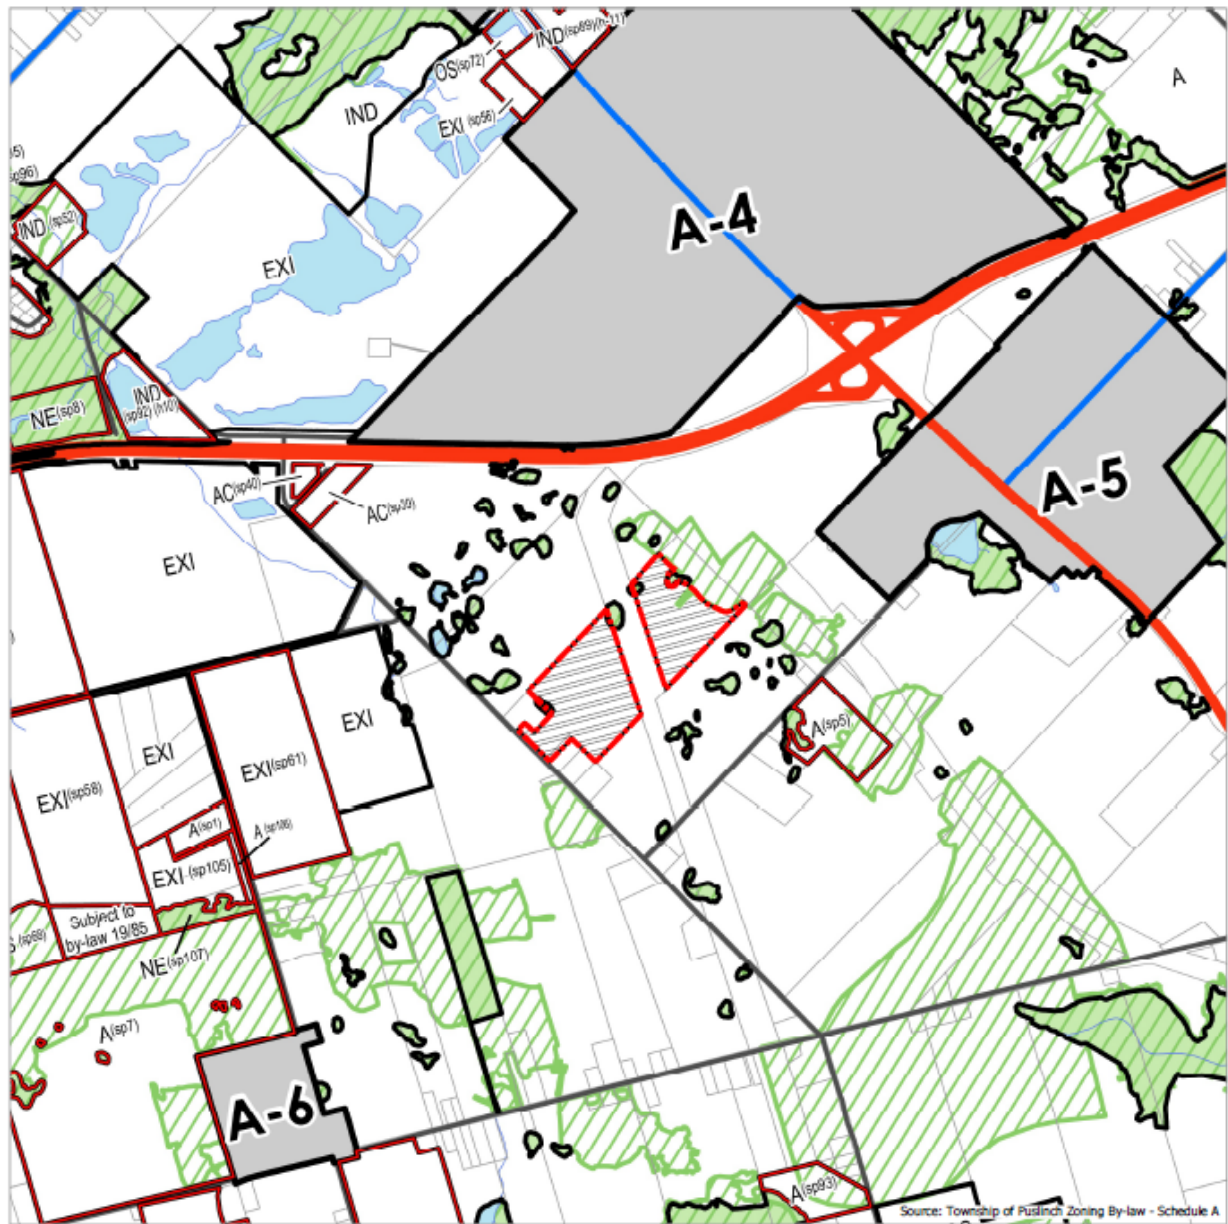 IND (sp69)(h-11)
OS(sp72)
A
IND
EXI (sp56)
sp96)
IND(sp52)
A-4
EXI
IND
(sp92) (h10)
NE(sp8)
AC(sp40)
A-5
AC(sp39)
EXI
EXI
A(sp5)
EXI
EXI(sp61)
EXI(sp58)
A(sp1)
EXI (sp105)
Subject to
by-law 19/85
(sp69)
NE(sp107)
A(sp7)
A-6
A(sp93)
Source: Township of Puslinch Zoning By-law - Schedule A